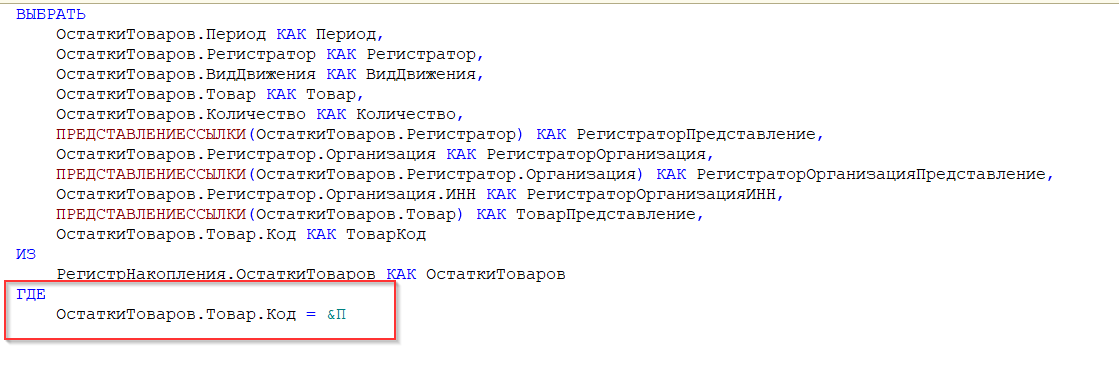 ВЫБРАТЬ
ОстаткиТоваров.Период КАК Период,
ОстаткиТоваров.Регистратор КАК Регистратор,
ОстаткиТоваров.ВидДвижения КАК ВидДвижения,
ОстаткиТоваров.Товар КАК Товар,
ОстаткиТоваров.Количество КАК Количество,
ПРЕДСТАВЛЕНИЕССЫЛКИ(ОстаткиТоваров.Регистратор) КАК РегистраторПредставление,
ОстаткиТоваров.Регистратор.Организация КАК РегистраторОрганизация,
ПРЕДСТАВЛЕНИЕССЫЛКИ(ОстаткиТоваров.Регистратор.Организация) КАК РегистраторОрганизацияПредставление,
ОстаткиТоваров.Регистратор.Организация.ИНН КАК РегистраторОрганизацияИНН,
ПРЕДСТАВЛЕНИЕССЫЛКИ(ОстаткиТоваров.Товар) КАК ТоварПредставление,
ОстаткиТоваров.Товар.Код КАК ТоварКод
ИЗ
РегистрНакопления.ОстаткиТоваров КАК ОстаткиТоваров
ГДЕ
ОстаткиТоваров.Товар.Код = &П